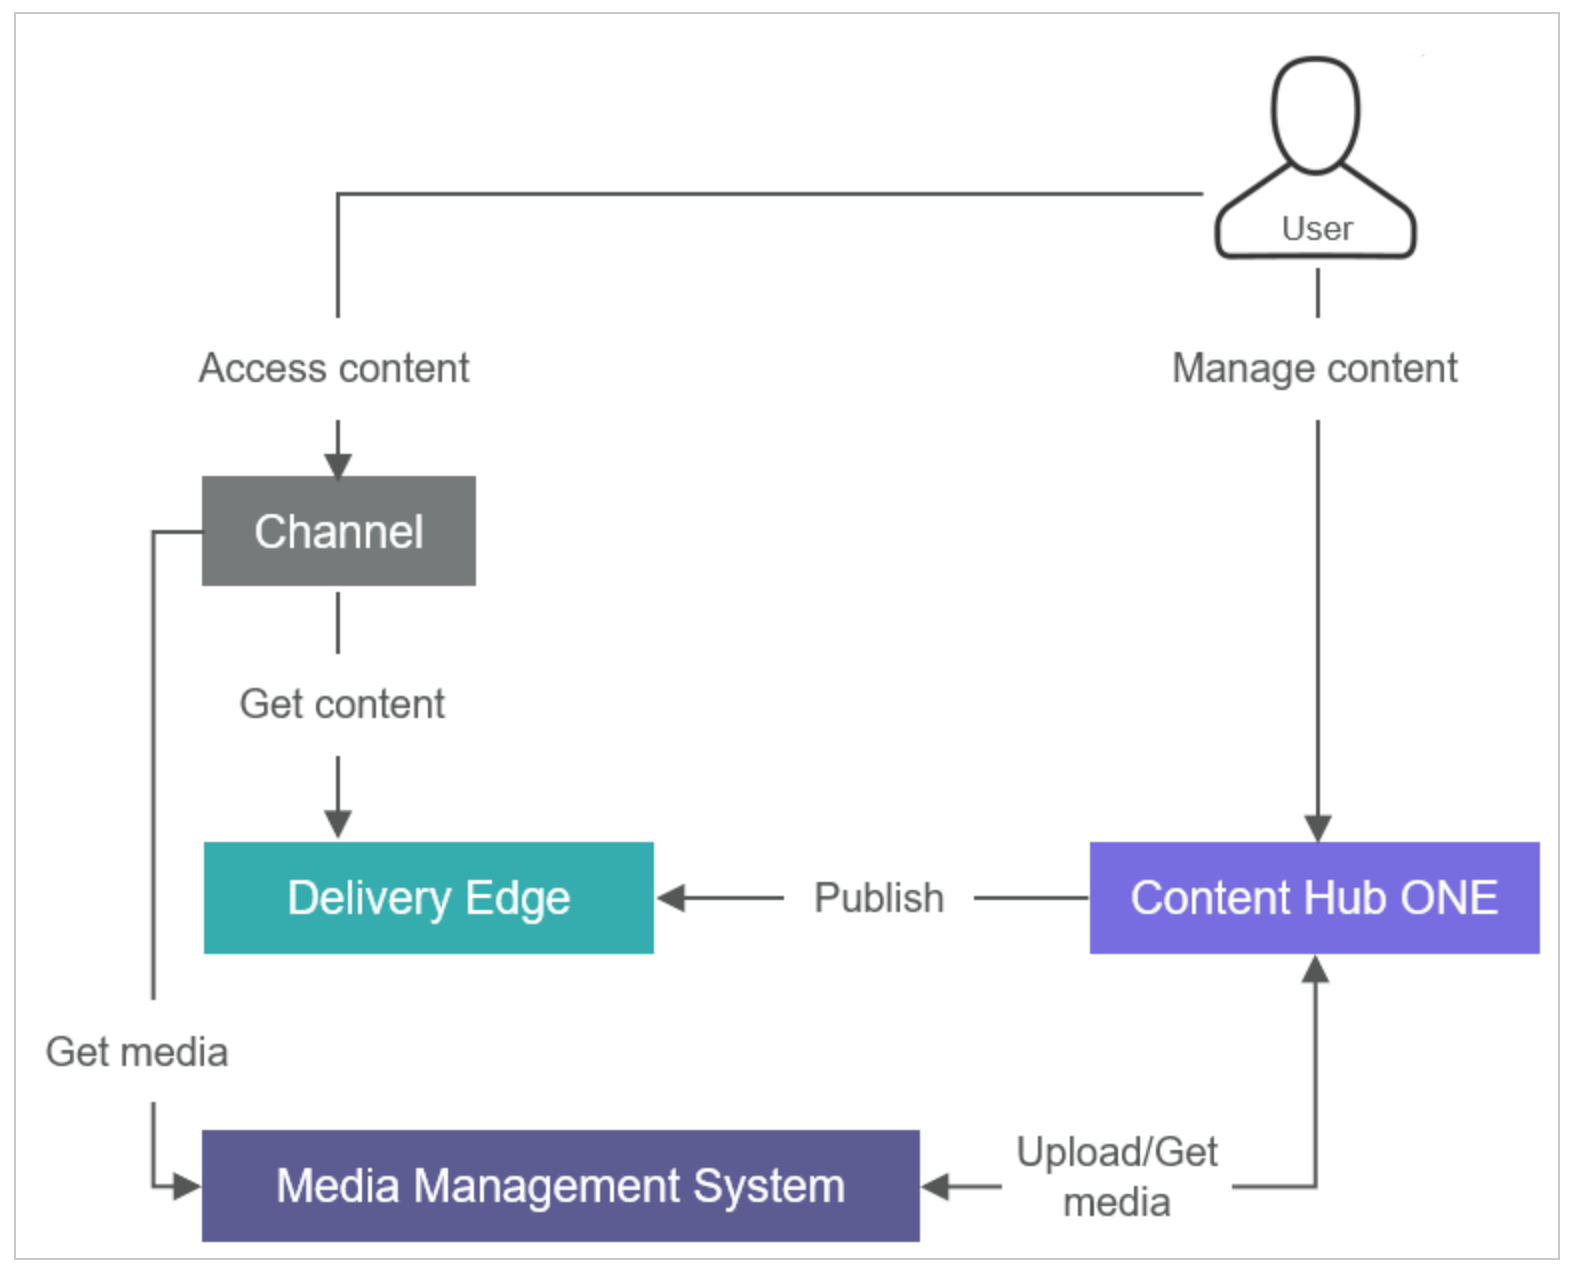 User
Access content
Manage content
Channel
Get content
Delivery Edge
Publish
Content Hub ONE
Get media
Media Management System
Upload/Get
media